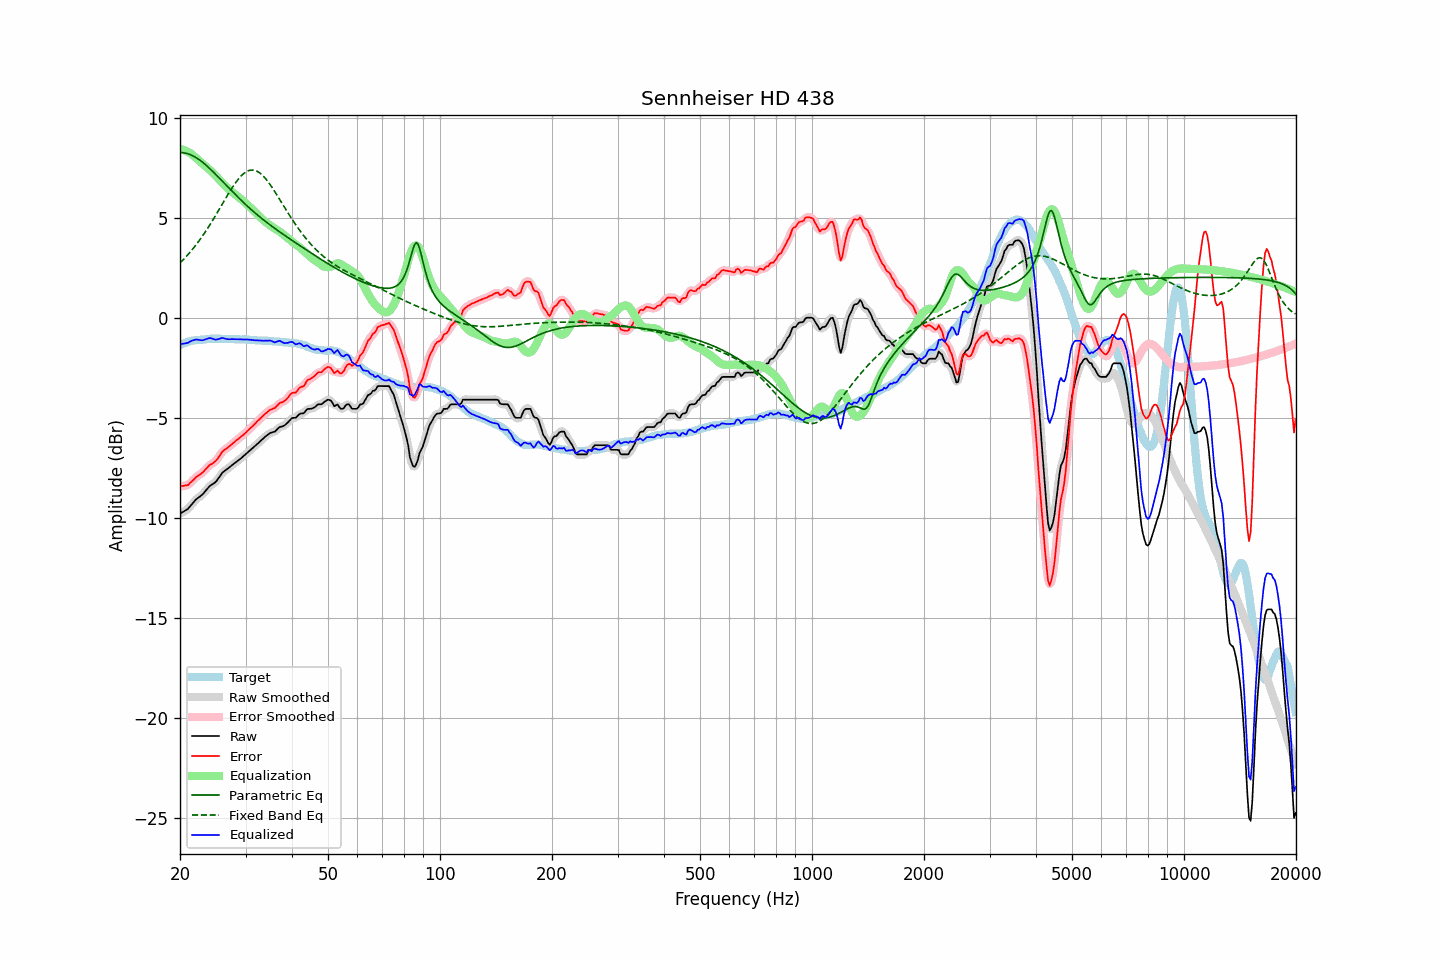 Sennheiser HD 438
10
5
0
−5
−10
−15
−20
−25
Amplitude (dBr)
Target
Raw Smoothed
Error Smoothed
Raw
Error
Equalization
Parametric Eq
Fixed Band Eq
Equalized
20 50 100 200 500 1000 2000 5000 10000 20000
Frequency (Hz)